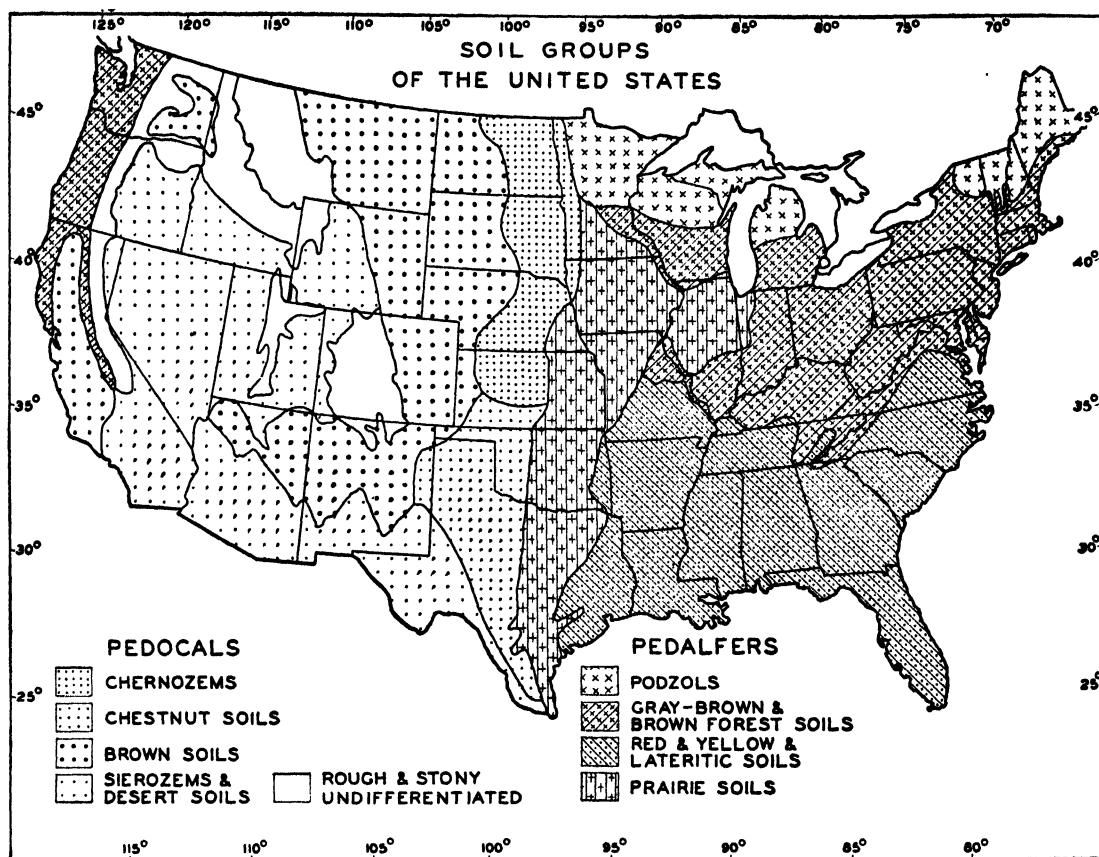 125° 120° 115° 110° 105° 100° 95° 90° 85° 80° 75° 70°
SOIL GROUPS
OF THE UNITED STATES
45° 45°
40° 40°
35° 35°
30° 30°
25° 25°
PEDOCALS
CHERNOZEMS
CHESTNUT SOILS
BROWN SOILS
SIEROZEMS &
DESERT SOILS
ROUGH & STONY
UNDIFFERENTIATED
PEDALFERS
PODZOLS
GRAY-BROWN &
BROWN FOREST SOILS
RED & YELLOW &
LATERITIC SOILS
PRAIRIE SOILS
115° 110° 105° 100° 95° 90° 85° 80°